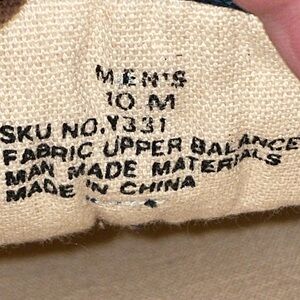 MEN'S
10 M
SKU NO.Y331
FABRIC UPPER BALANCE
MAN MADE MATERIALS
MADE IN CHINA